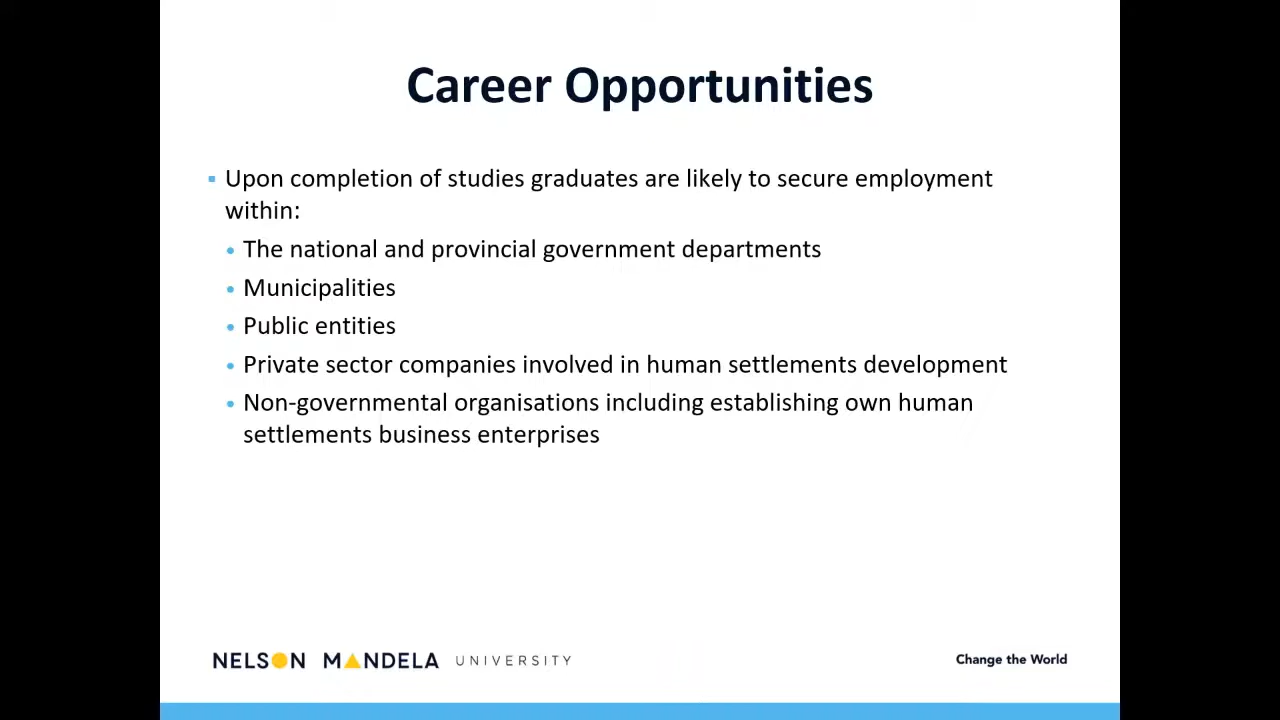 Career Opportunities
Upon completion of studies graduates are likely to secure employment
within:
The national and provincial government departments
Municipalities
Public entities
Private sector companies involved in human settlements development
Non-governmental organisations including establishing own human
settlements business enterprises
NELSON MANDELA UNIVERSITY
Change the World